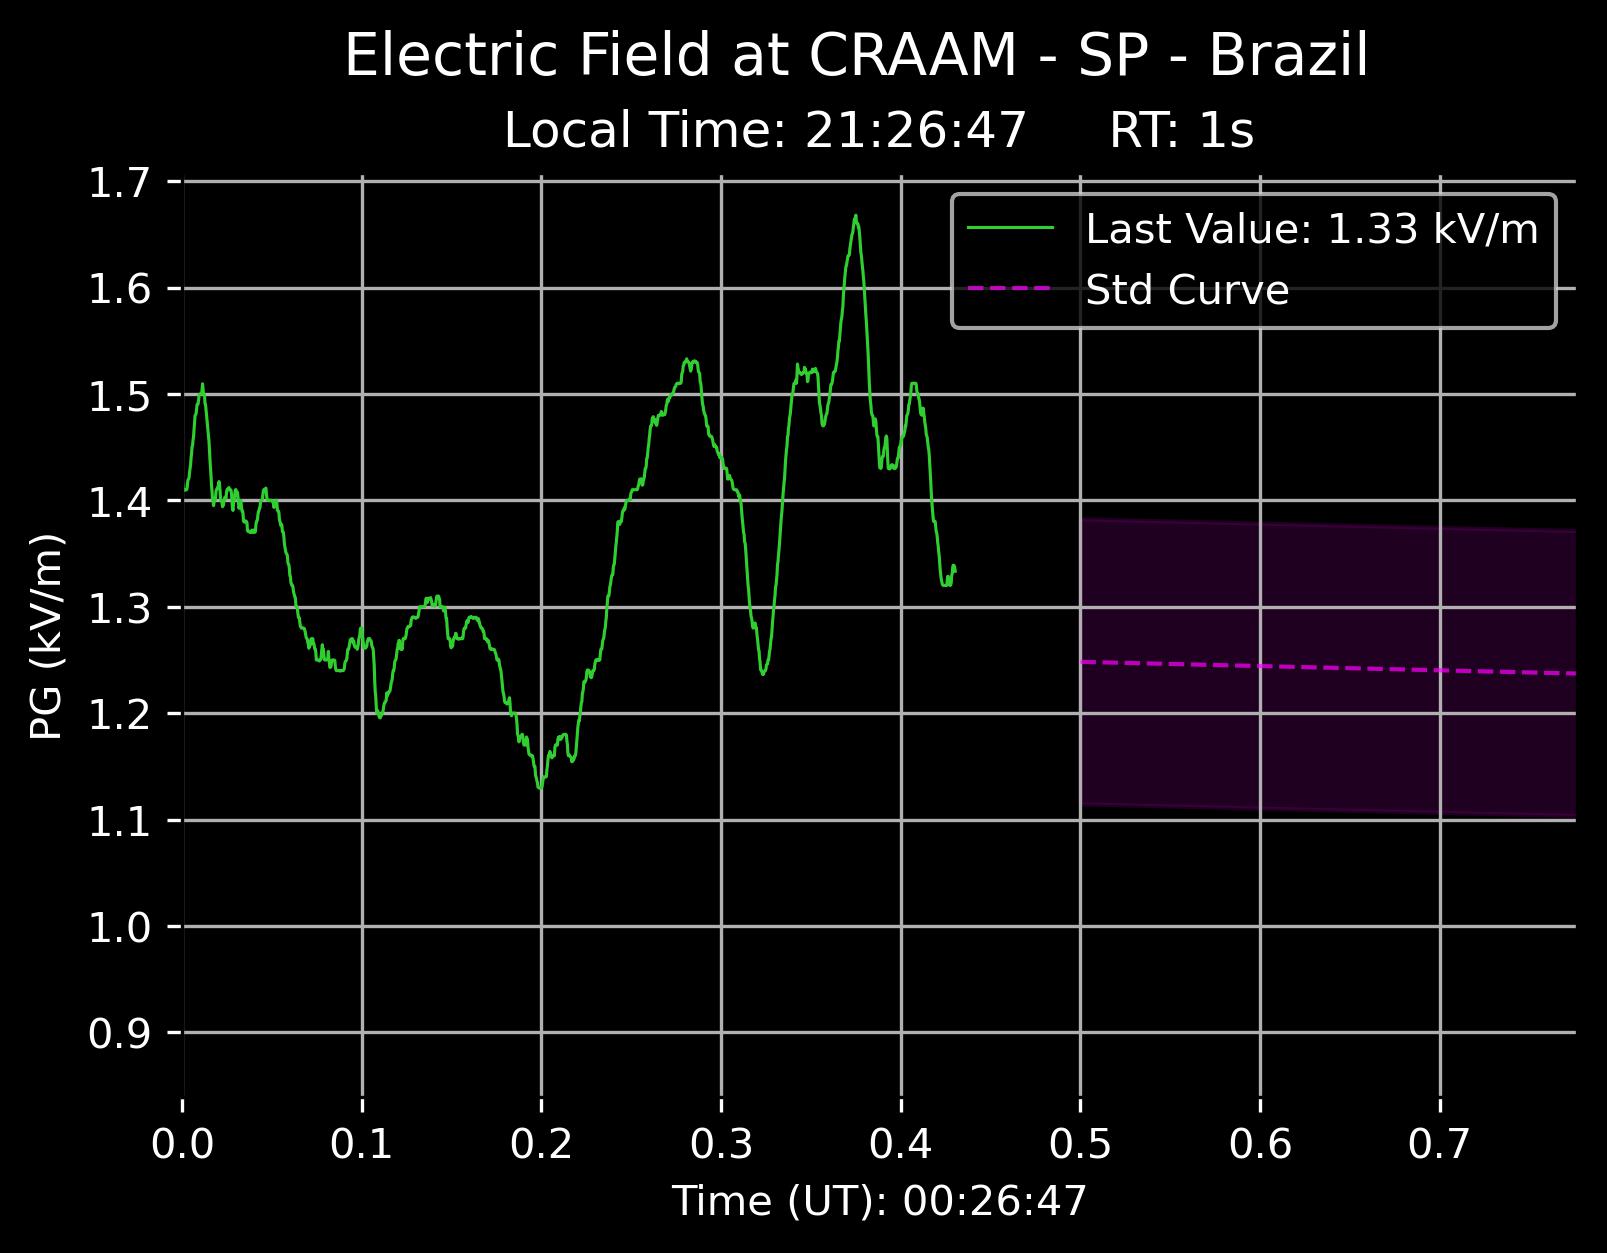 Electric Field at CRAAM - SP - Brazil
Local Time: 21:26:47 RT: 1s
Last Value: 1.33 kV/m
Std Curve
PG (kV/m)
1.7
1.6
1.5
1.4
1.3
1.2
1.1
1.0
0.9
0.0 0.1 0.2 0.3 0.4 0.5 0.6 0.7
Time (UT): 00:26:47